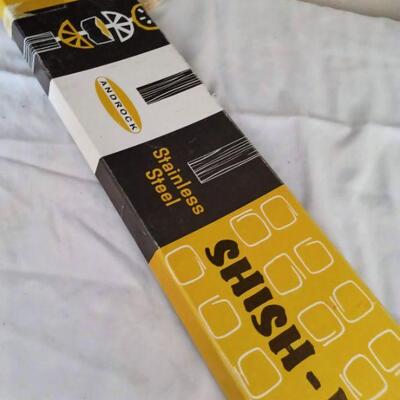 ANDROCK
Stainless
Steel
SHISH-